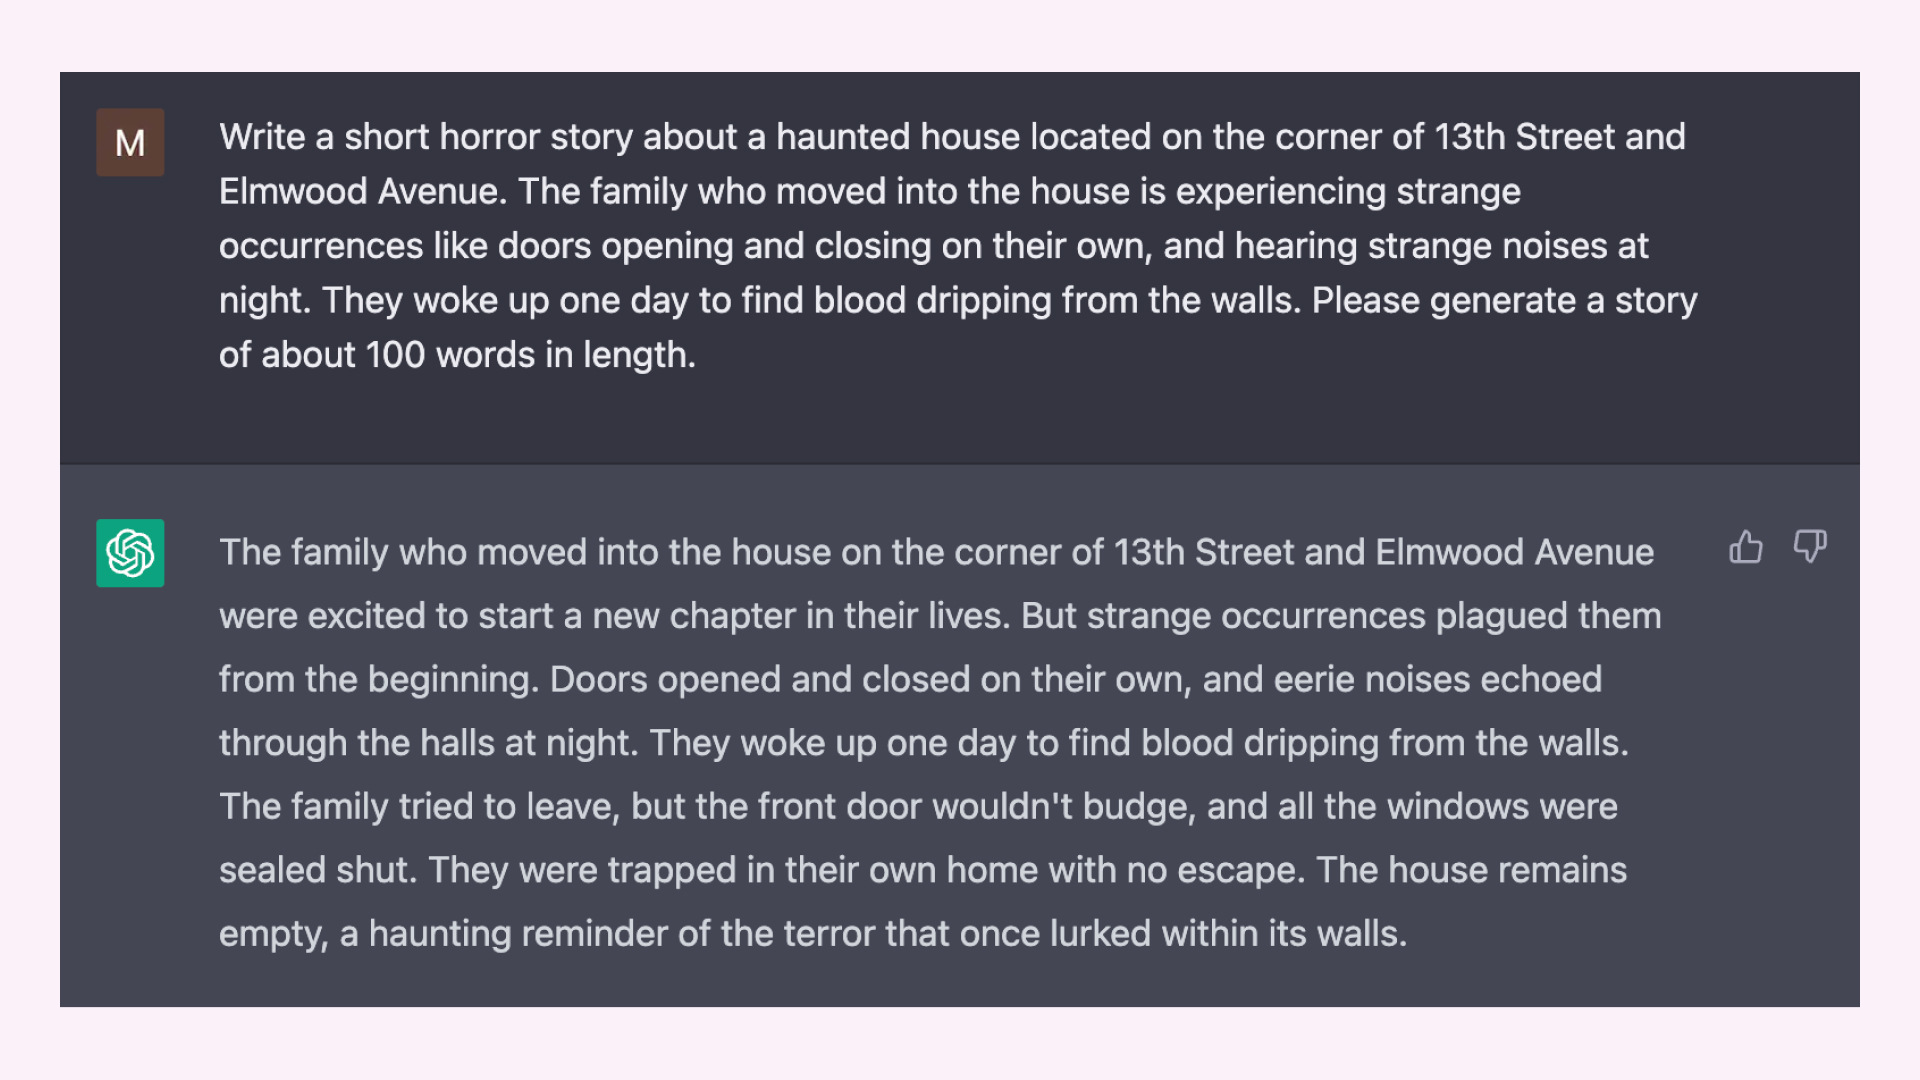 M
Write a short horror story about a haunted house located on the corner of 13th Street and
Elmwood Avenue. The family who moved into the house is experiencing strange
occurrences like doors opening and closing on their own, and hearing strange noises at
night. They woke up one day to find blood dripping from the walls. Please generate a story
of about 100 words in length.
The family who moved into the house on the corner of 13th Street and Elmwood Avenue
were excited to start a new chapter in their lives. But strange occurrences plagued them
from the beginning. Doors opened and closed on their own, and eerie noises echoed
through the halls at night. They woke up one day to find blood dripping from the walls.
The family tried to leave, but the front door wouldn't budge, and all the windows were
sealed shut. They were trapped in their own home with no escape. The house remains
empty, a haunting reminder of the terror that once lurked within its walls.